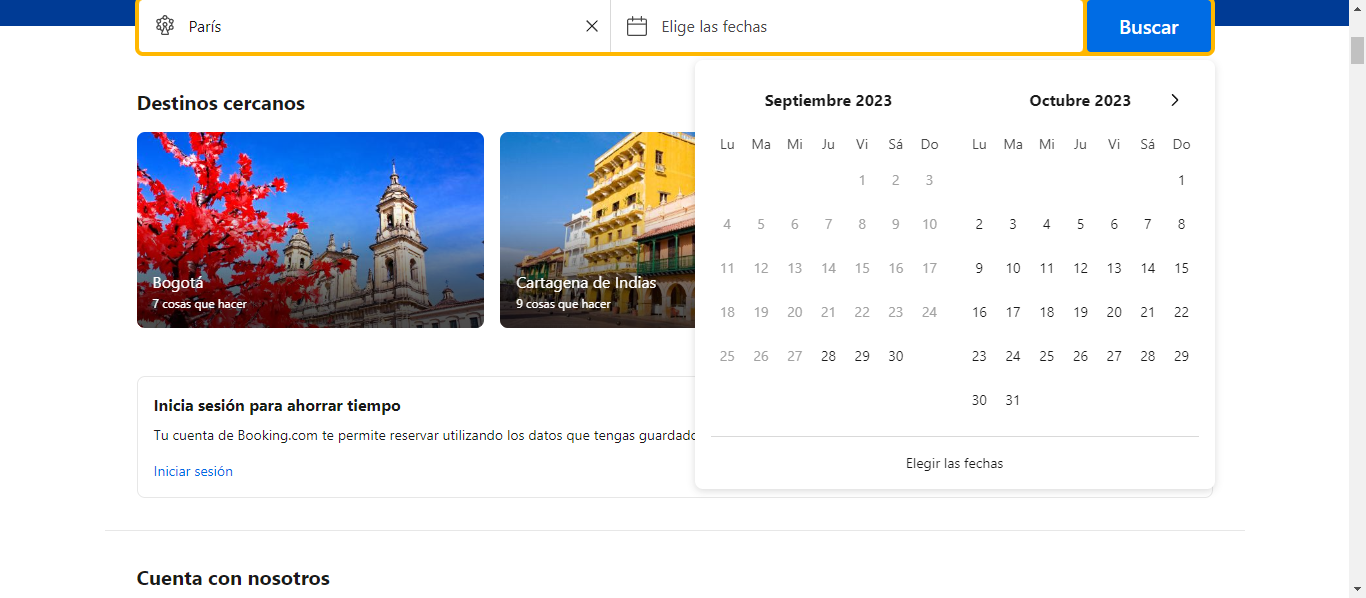 París
Elige las fechas
Buscar
Destinos cercanos
Bogotá
7 cosas que hacer
Cartagena de Indias
9 cosas que hacer
Septiembre 2023
Lu Ma Mi Ju Vi Sá Do
1 2 3
4 5 6 7 8 9 10
11 12 13 14 15 16 17
18 19 20 21 22 23 24
25 26 27 28 29 30
Octubre 2023
Lu Ma Mi Ju Vi Sá Do
1
2 3 4 5 6 7 8
9 10 11 12 13 14 15
16 17 18 19 20 21 22
23 24 25 26 27 28 29
30 31
Elegir las fechas
Inicia sesión para ahorrar tiempo
Tu cuenta de Booking.com te permite reservar utilizando los datos que tengas guardado
Iniciar sesión
Cuenta con nosotros